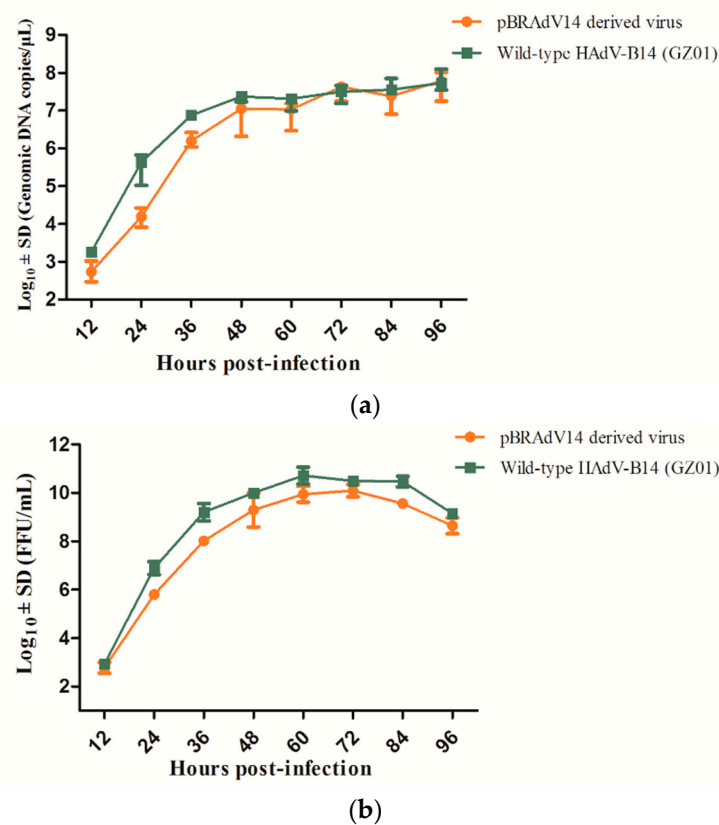 pBRAdV14 derived virus
Wild-type HAdV-B14 (GZ01)
Log10 ± SD (Genomic DNA copies/μL)
9
8
7
6
5
4
3
2
12 24 36 48 60 72 84 96
Hours post-infection
(a)
pBRAdV14 derived virus
Wild-type IIAdV-B14 (GZ01)
Log10 ± SD (FFU/mL)
12
10
8
6
4
2
12 24 36 48 60 72 84 96
Hours post-infection
(b)